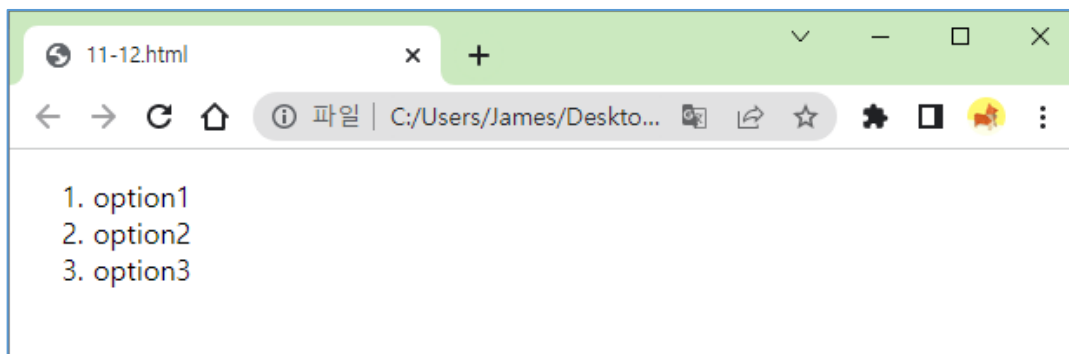 11-12.html
파일 C:/Users/James/Deskto...
1. option1
2. option2
3. option3